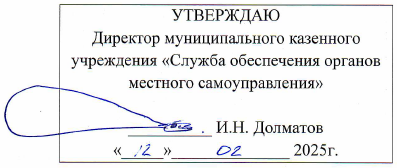 УТВЕРЖДАЮ
Директор муниципального казенного
учреждения «Служба обеспечения органов
местного самоуправления»
И.Н. Долматов
« 12 » 02 2025г.